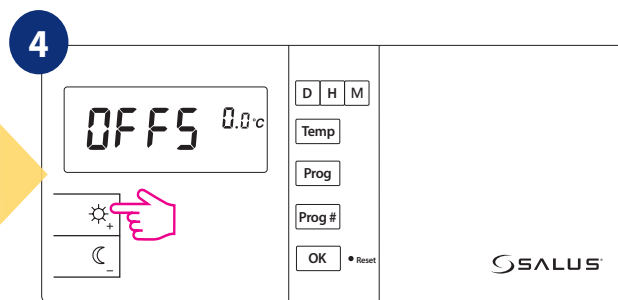 4
OFFS 0.0°C
D H M
Temp
Prog
+
Prog #
–
OK • Reset
SALUS